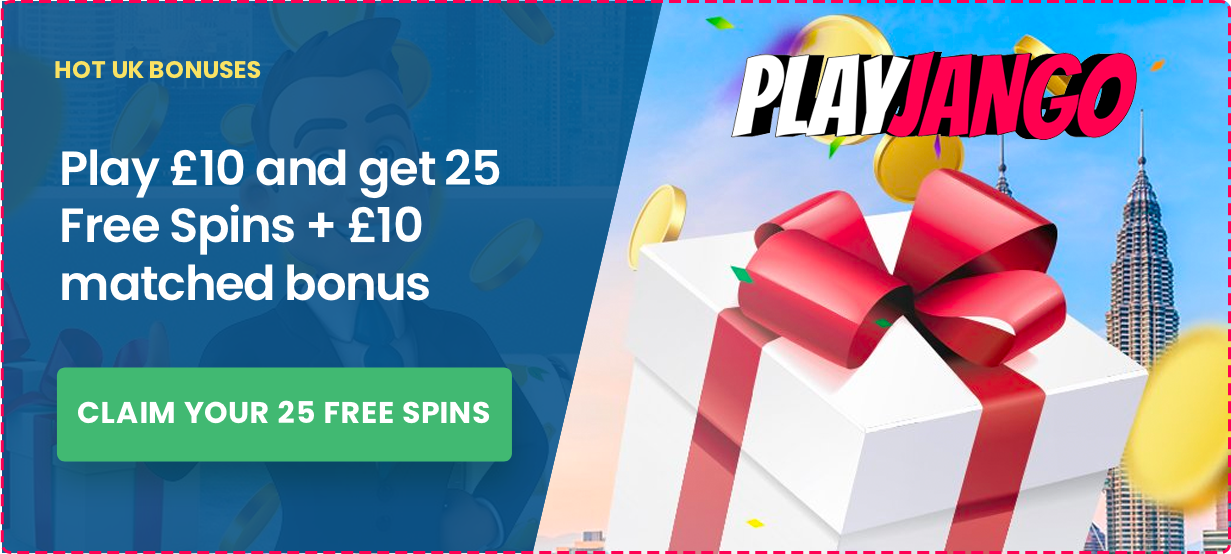 HOT UK BONUSES
Play £10 and get 25
Free Spins + £10
matched bonus
CLAIM YOUR 25 FREE SPINS
PLAYJANGO